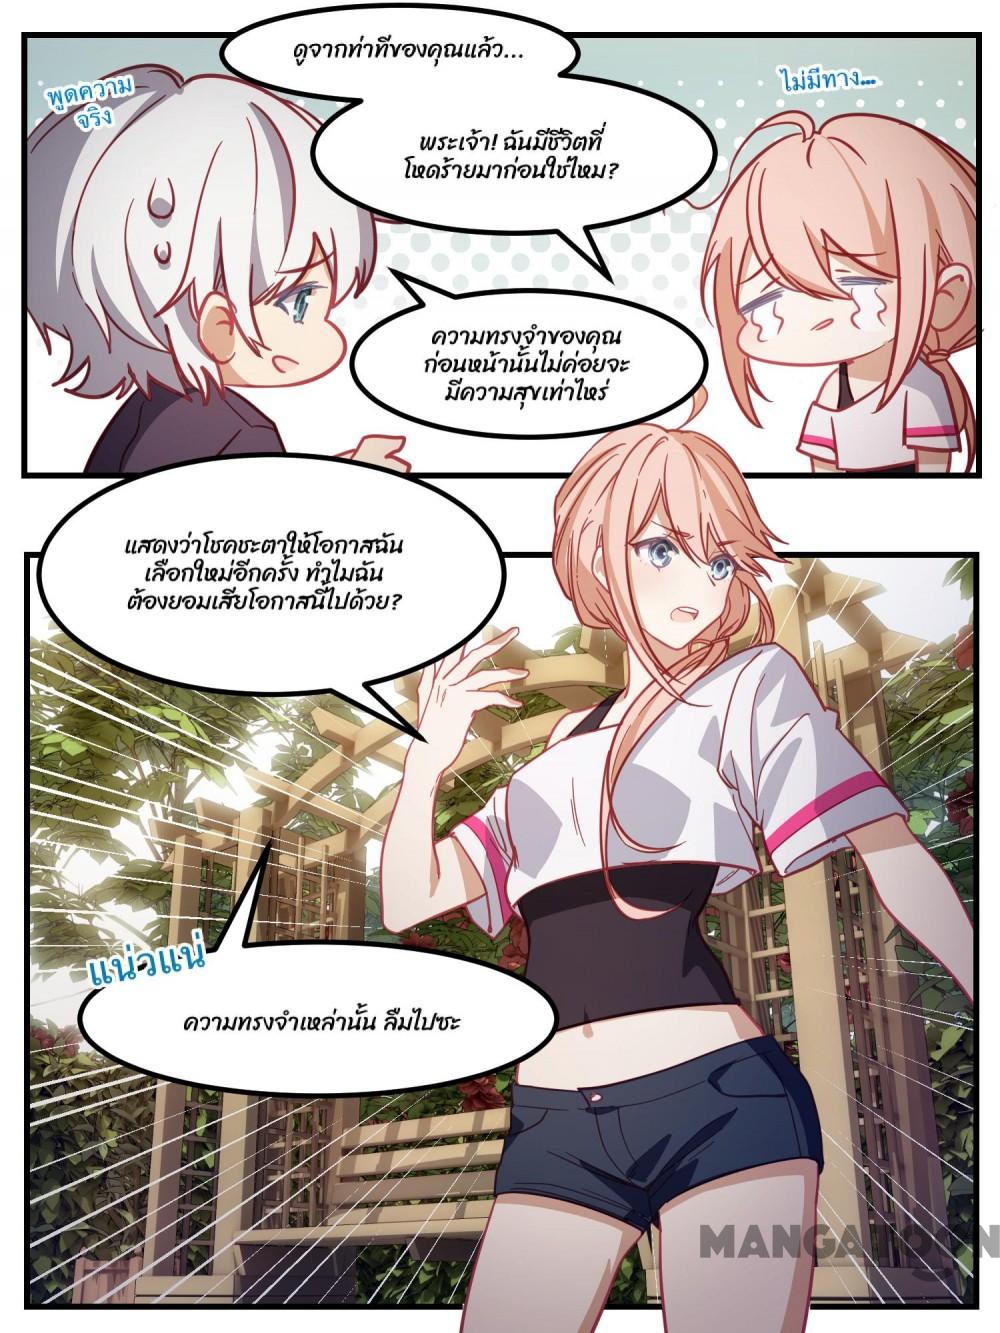 ดูจากท่าทีของคุณแล้ว...
พูดความ
จริง
ไม่มีทาง...
พระเจ้า! ฉันมีชีวิตที่
โหดร้ายมาก่อนใช่ไหม?
ความทรงจำของคุณ
ก่อนหน้านั้นไม่ค่อยจะ
มีความสุขเท่าไหร่
แสดงว่าโชคชะตาให้โอกาสฉัน
เลือกใหม่อีกครั้ง ทำไมฉัน
ต้องยอมเสียโอกาสนี้ไปด้วย?
แน่วแน่
ความทรงจำเหล่านั้น ลืมไปซะ
MANGATOON